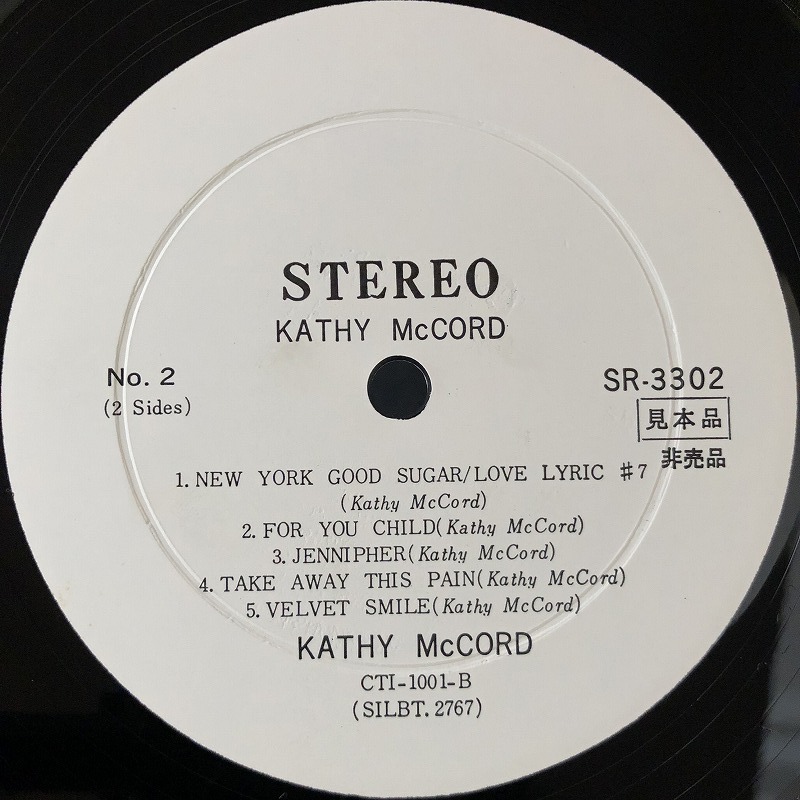 STEREO
KATHY McCORD
No. 2
(2 Sides)
SR-3302
見本品
非売品
1. NEW YORK GOOD SUGAR/LOVE LYRIC #7
(Kathy McCord)
2. FOR YOU CHILD(Kathy McCord)
3. JENNIPHER(Kathy McCord)
4. TAKE AWAY THIS PAIN(Kathy McCord)
5. VELVET SMILE(Kathy McCord)
KATHY McCORD
CTI-1001-B
(SILBT. 2767)